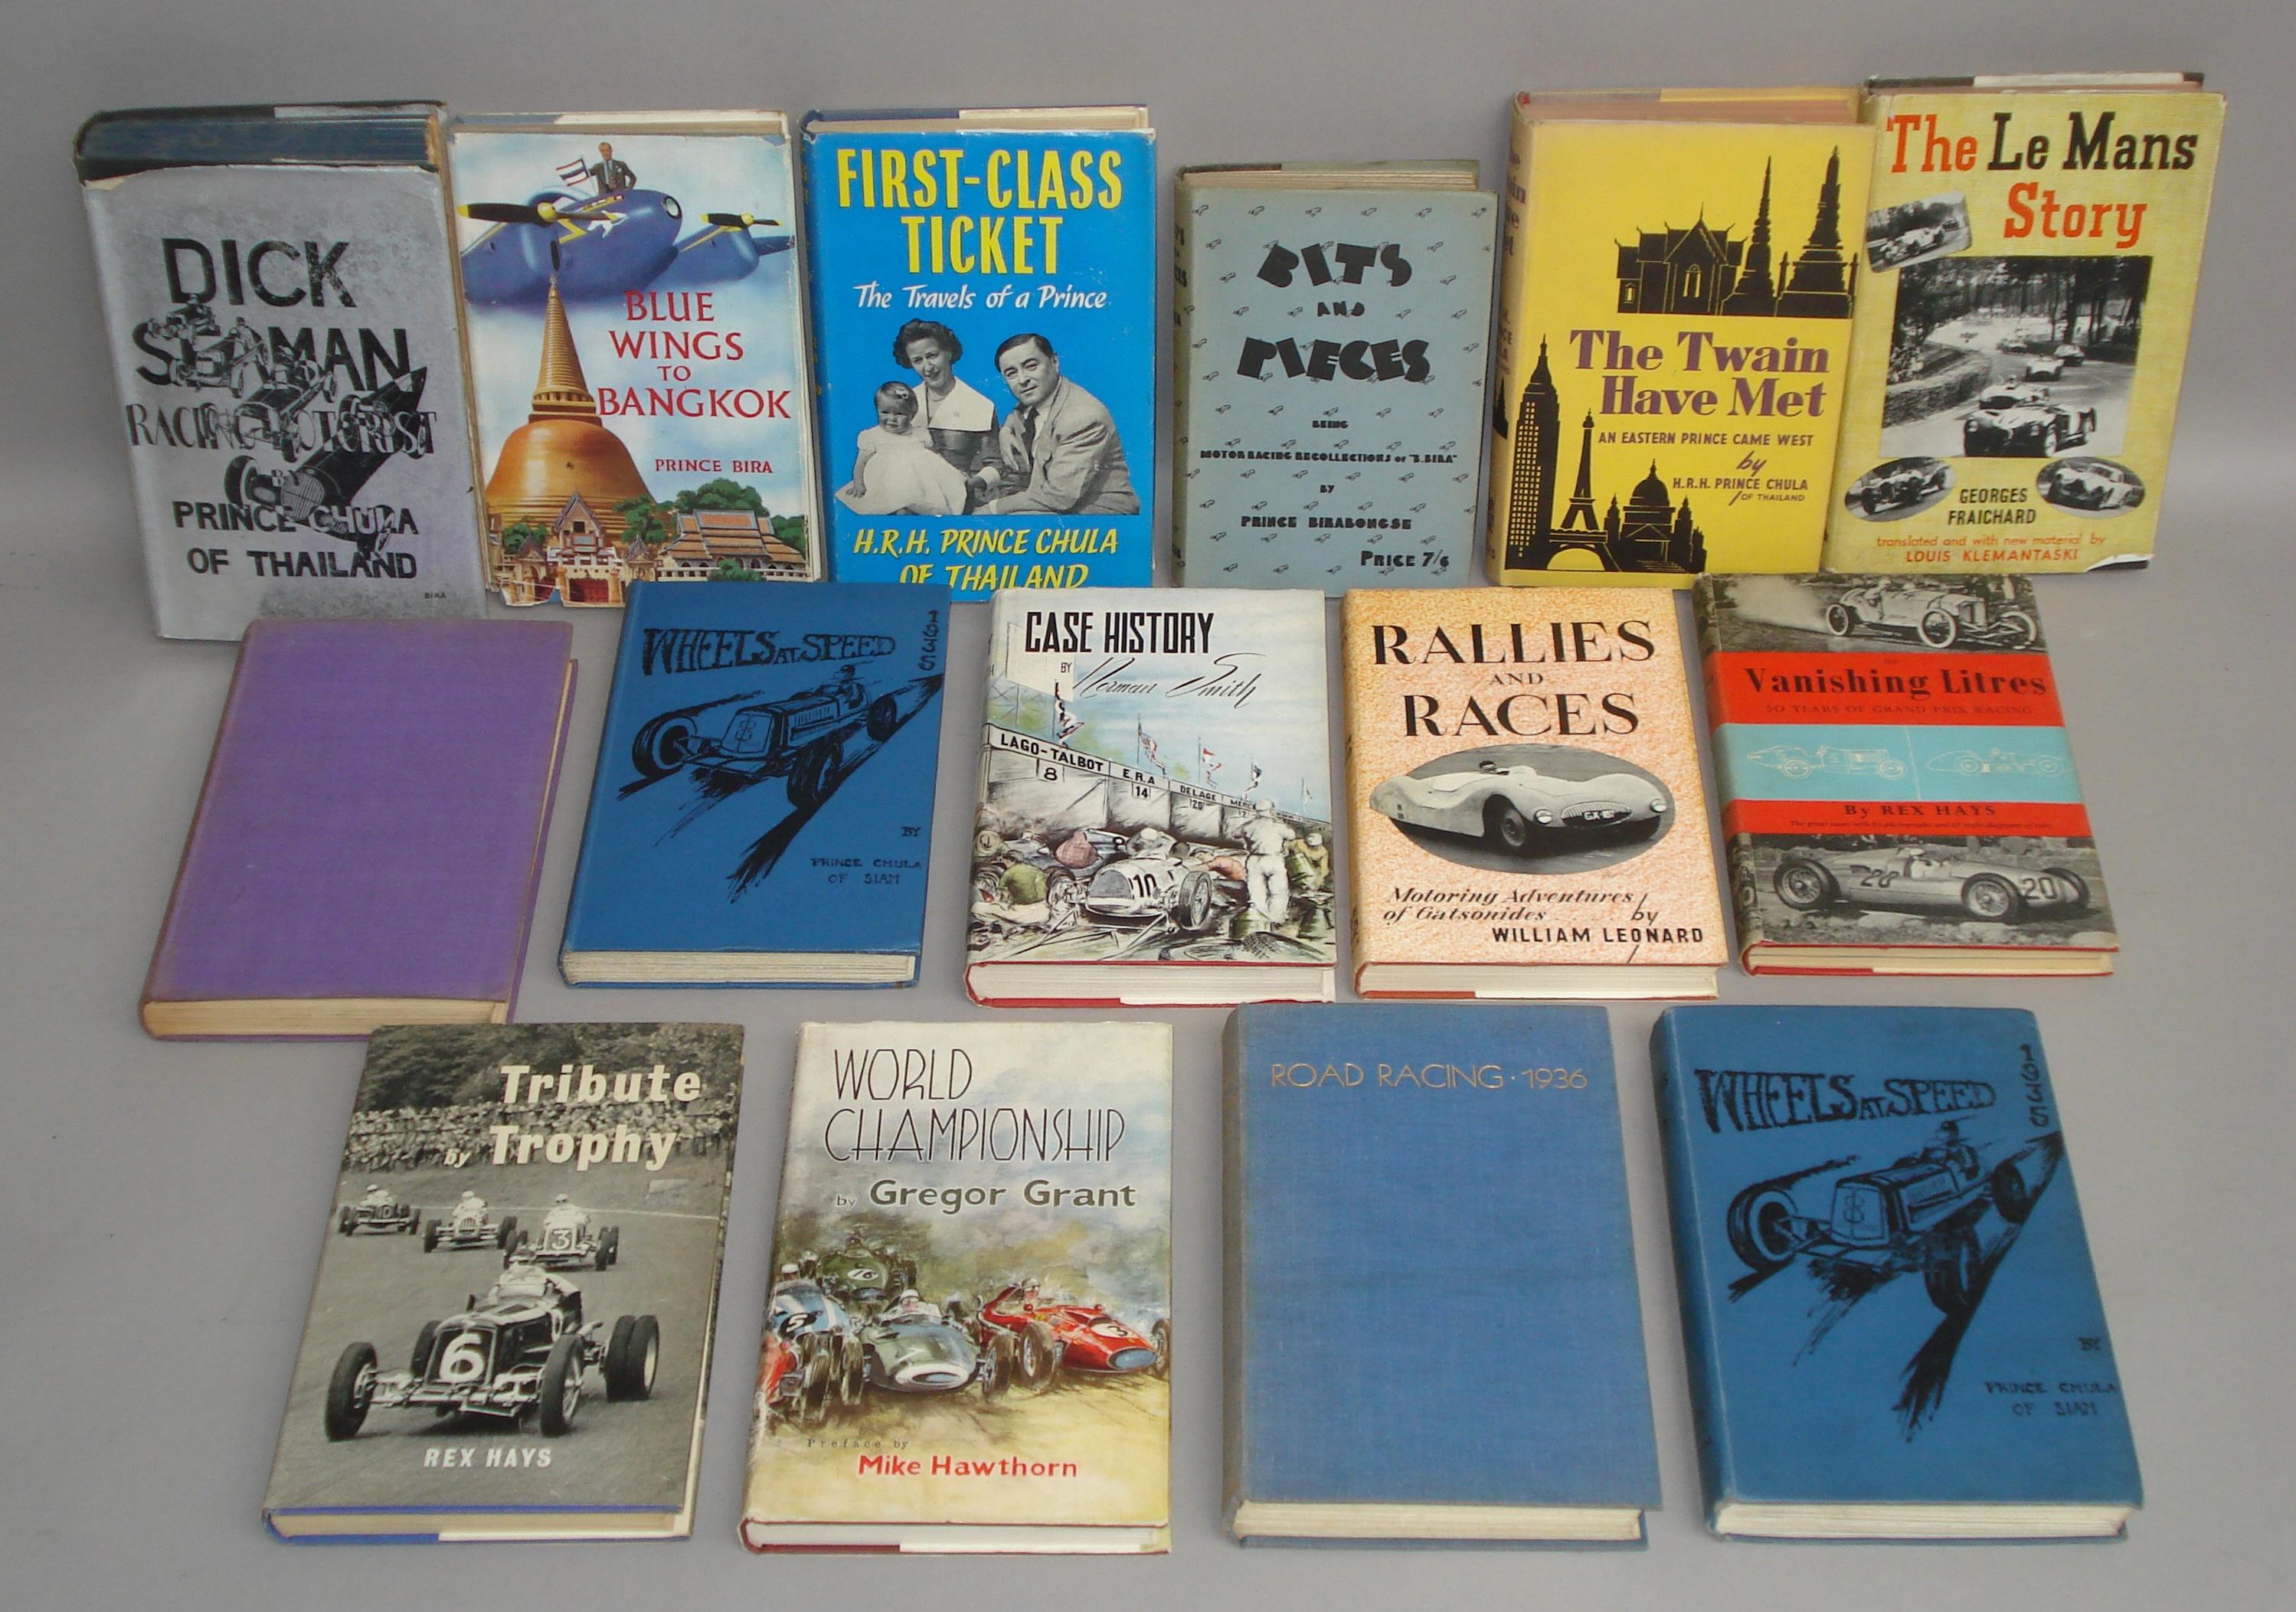 DICK
SEAMAN
RACING MOTORIST
PRINCE CHULA
OF THAILAND
BIRA
BLUE
WINGS
TO
BANGKOK
PRINCE BIRA
FIRST-CLASS
TICKET
The Travels of a Prince
H.R.H. PRINCE CHULA
OF THAILAND
BITS
AND
PIECES
BEING
MOTOR RACING RECOLLECTIONS OF "B. BIRA"
BY
PRINCE BIRABONGSE
PRICE 7/6
The Twain
Have Met
AN EASTERN PRINCE CAME WEST
by
H.R.H. PRINCE CHULA
OF THAILAND
The Le Mans
Story
GEORGES
FRAICHARD
translated and with new material by
LOUIS KLEMANTASKI
WHEELS AT SPEED
1935
BY
PRINCE CHULA
OF SIAM
CASE HISTORY
BY
Norman Smith
LAGO-TALBOT
8
E.R.A
14
DELAGE
20
10
RALLIES
AND
RACES
Motoring Adventures
of Gatsonides
by
WILLIAM LEONARD
Vanishing Litres
50 YEARS OF GRAND PRIX RACING
By REX HAYS
28
20
Tribute
by Trophy
3
6
REX HAYS
WORLD
CHAMPIONSHIP
by Gregor Grant
16
5
3
Preface by
Mike Hawthorn
ROAD RACING · 1936
WHEELS AT SPEED
1935
BY
PRINCE CHULA
OF SIAM